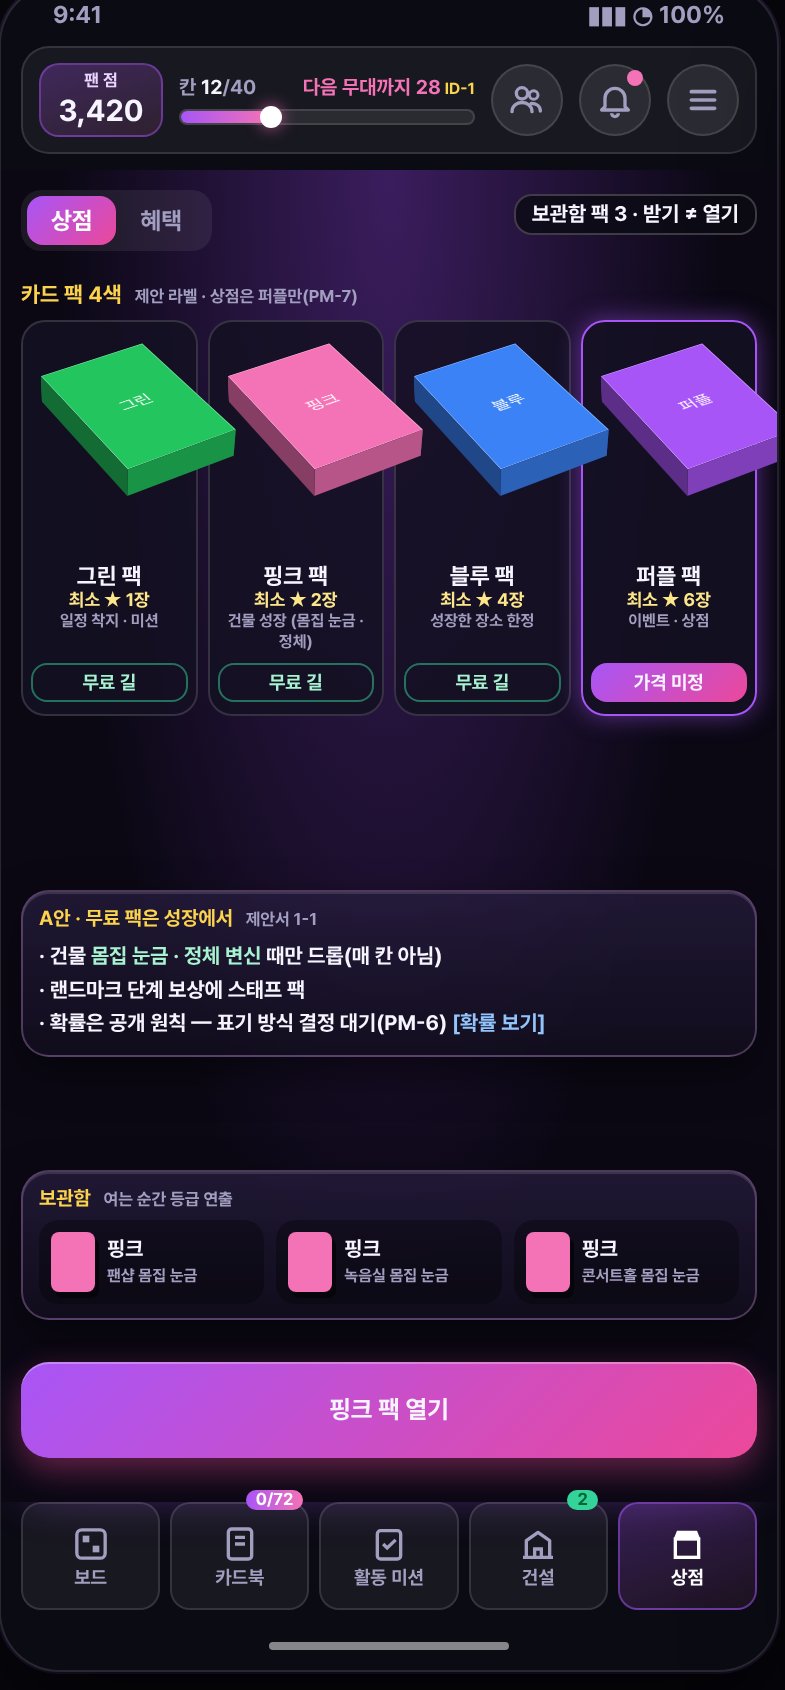 9:41
100%
팬 점
3,420
칸 12/40
다음 무대까지 28 ID-1
상점
혜택
보관함 팩 3 · 받기 ≠ 열기
카드 팩 4색 제안 라벨 · 상점은 퍼플만(PM-7)
그린
핑크
블루
퍼플
그린 팩
최소 ★ 1장
일정 착지 · 미션
무료 길
핑크 팩
최소 ★ 2장
건물 성장 (몸집 눈금 ·
정체)
무료 길
블루 팩
최소 ★ 4장
성장한 장소 한정
무료 길
퍼플 팩
최소 ★ 6장
이벤트 · 상점
가격 미정
A안 · 무료 팩은 성장에서 제안서 1-1
· 건물 몸집 눈금 · 정체 변신 때만 드롭(매 칸 아님)
· 랜드마크 단계 보상에 스태프 팩
· 확률은 공개 원칙 — 표기 방식 결정 대기(PM-6) [확률 보기]
보관함 여는 순간 등급 연출
핑크
팬샵 몸집 눈금
핑크
녹음실 몸집 눈금
핑크
콘서트홀 몸집 눈금
핑크 팩 열기
0/72
2
보드
카드북
활동 미션
건설
상점